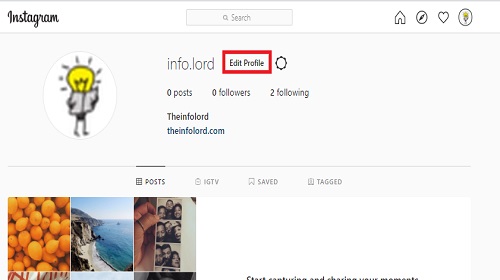 Instagram
Search
info.lord Edit Profile
0 posts 0 followers 2 following
Theinfolord
theinfolord.com
POSTS IGTV SAVED TAGGED
Start capturing and sharing your moments.